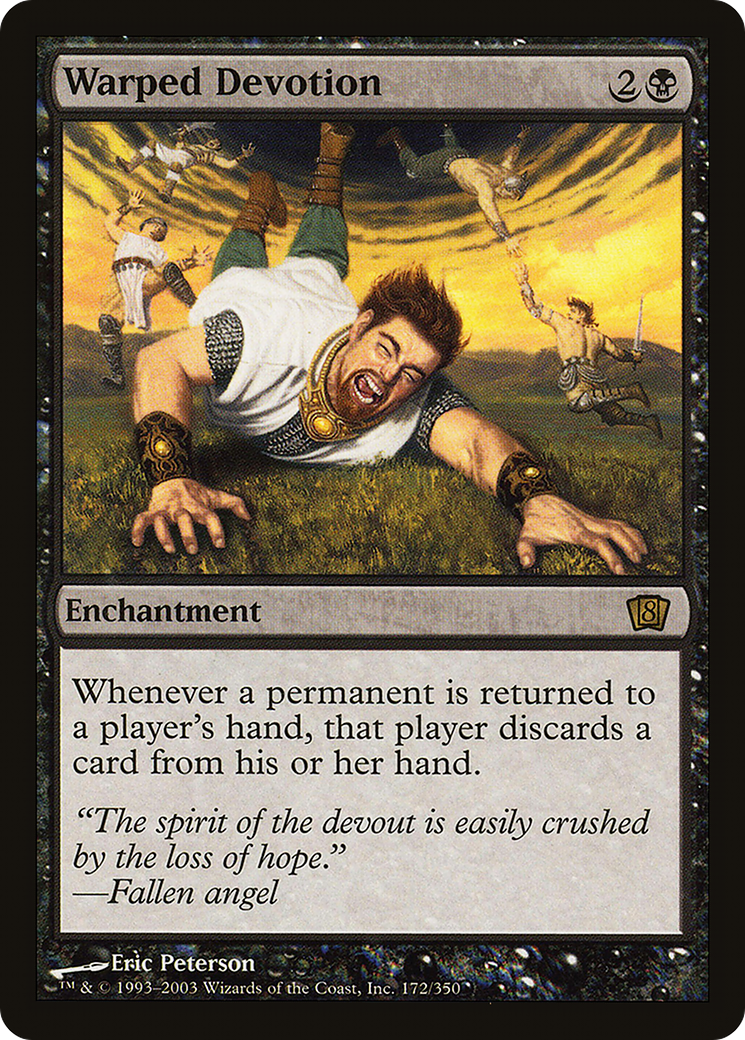 Warped Devotion 2
Enchantment 8
Whenever a permanent is returned to
a player's hand, that player discards a
card from his or her hand.
“The spirit of the devout is easily crushed
by the loss of hope.”
—Fallen angel
Eric Peterson
™ & © 1993–2003 Wizards of the Coast, Inc. 172/350